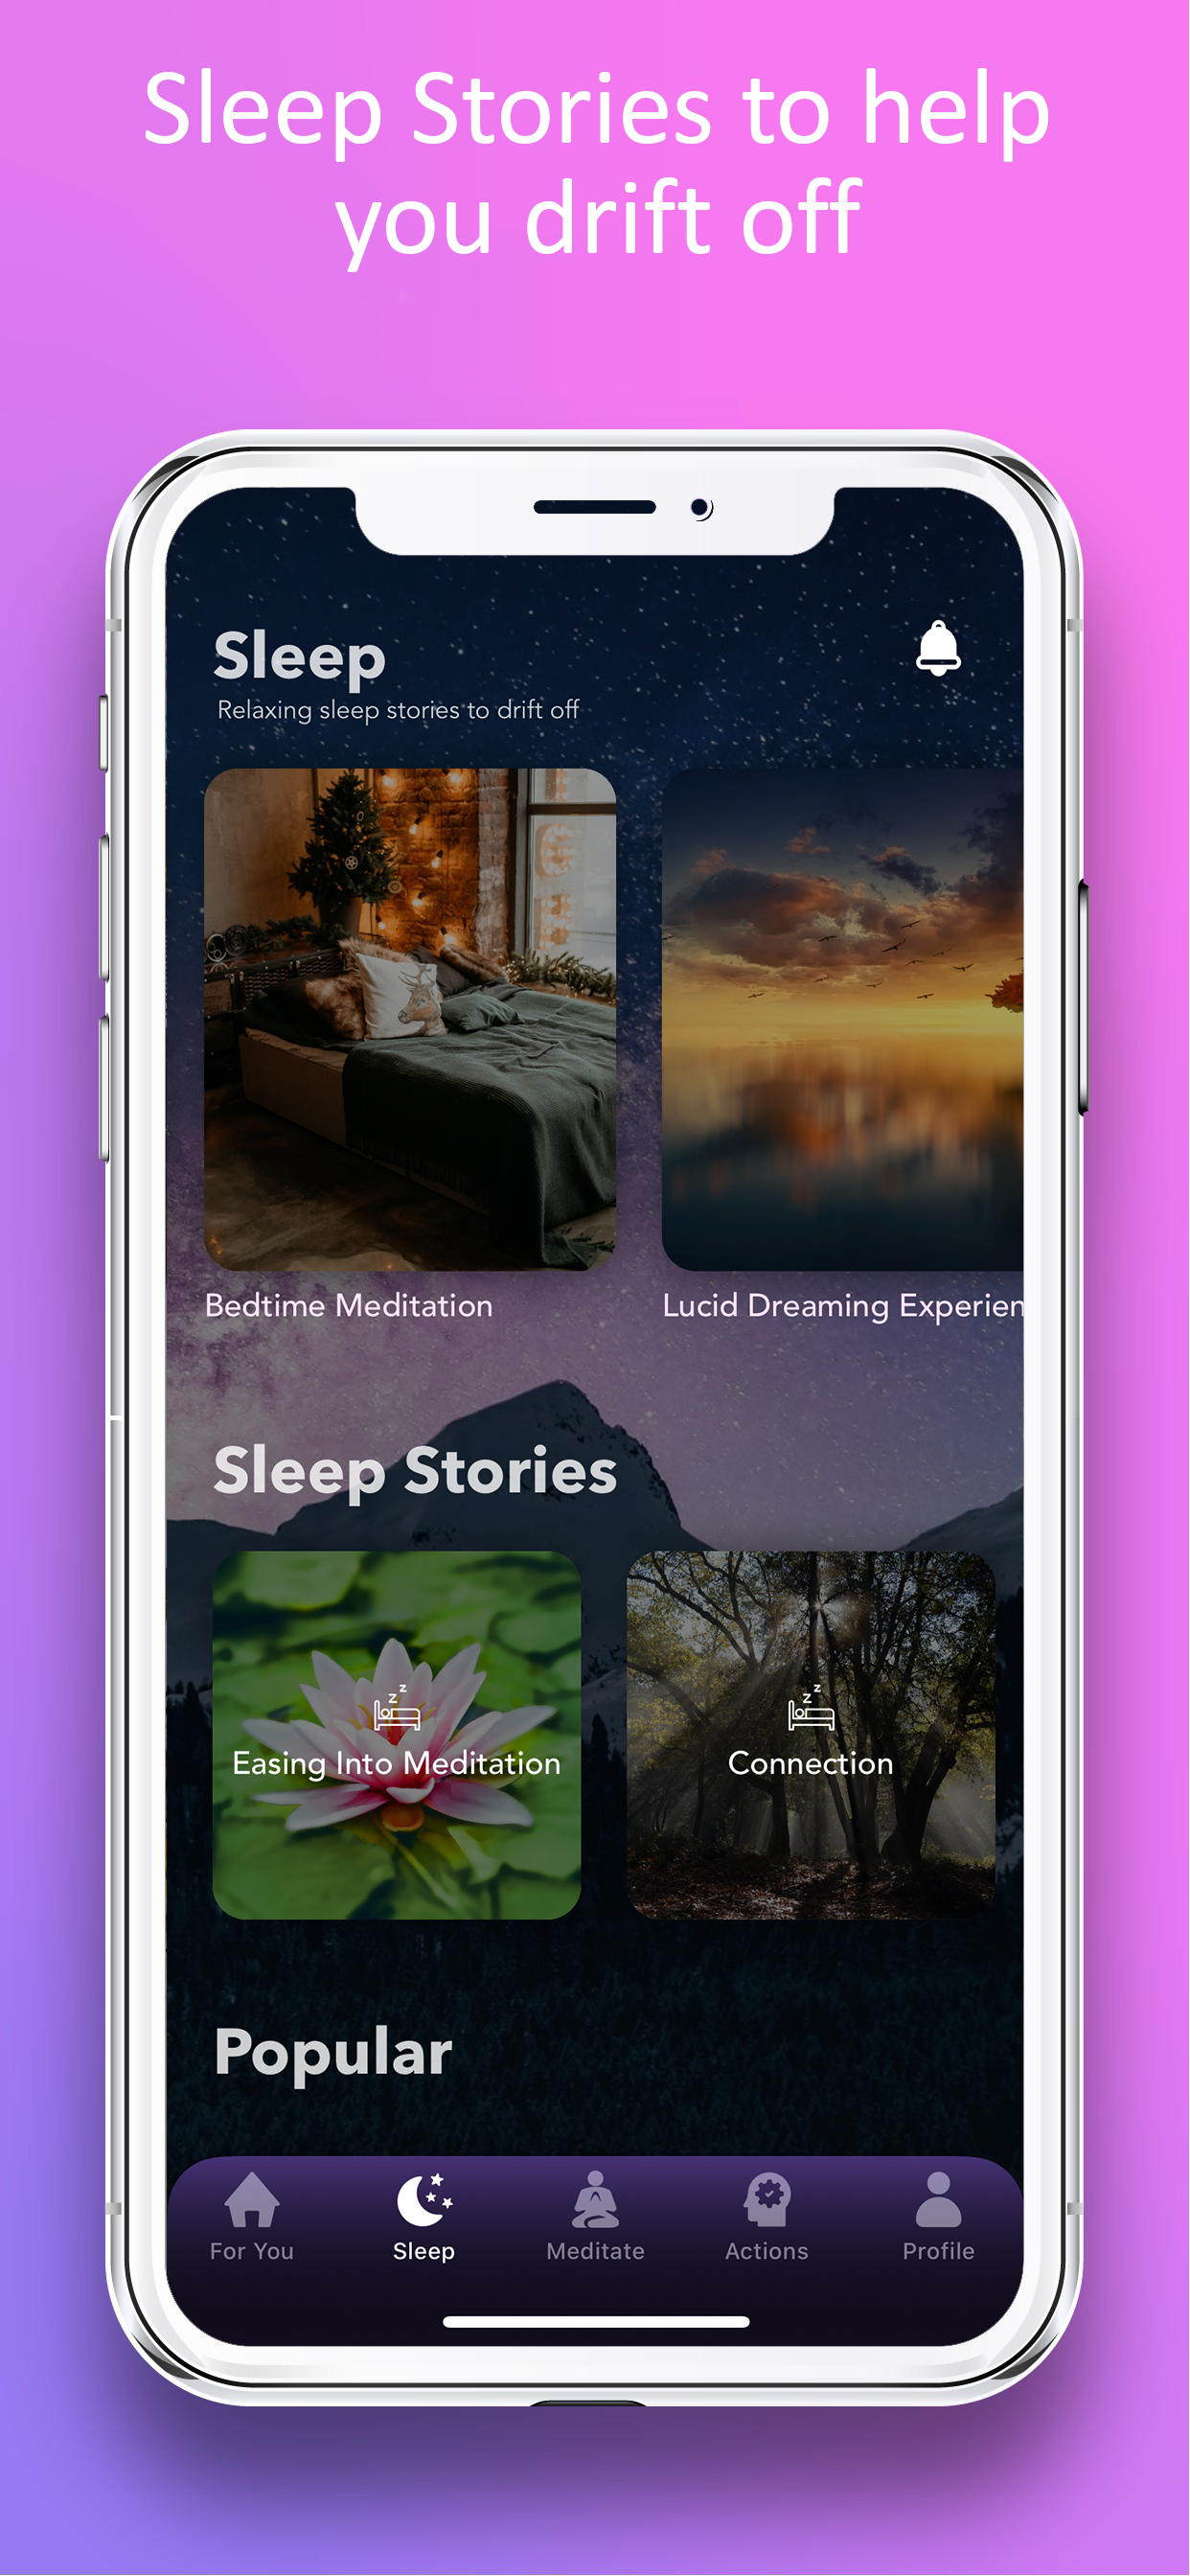 Sleep Stories to help
you drift off
Sleep
Relaxing sleep stories to drift off
Bedtime Meditation
Lucid Dreaming Experien
Sleep Stories
z z
z z
Easing Into Meditation
Connection
Popular
For You
Sleep
Meditate
Actions
Profile